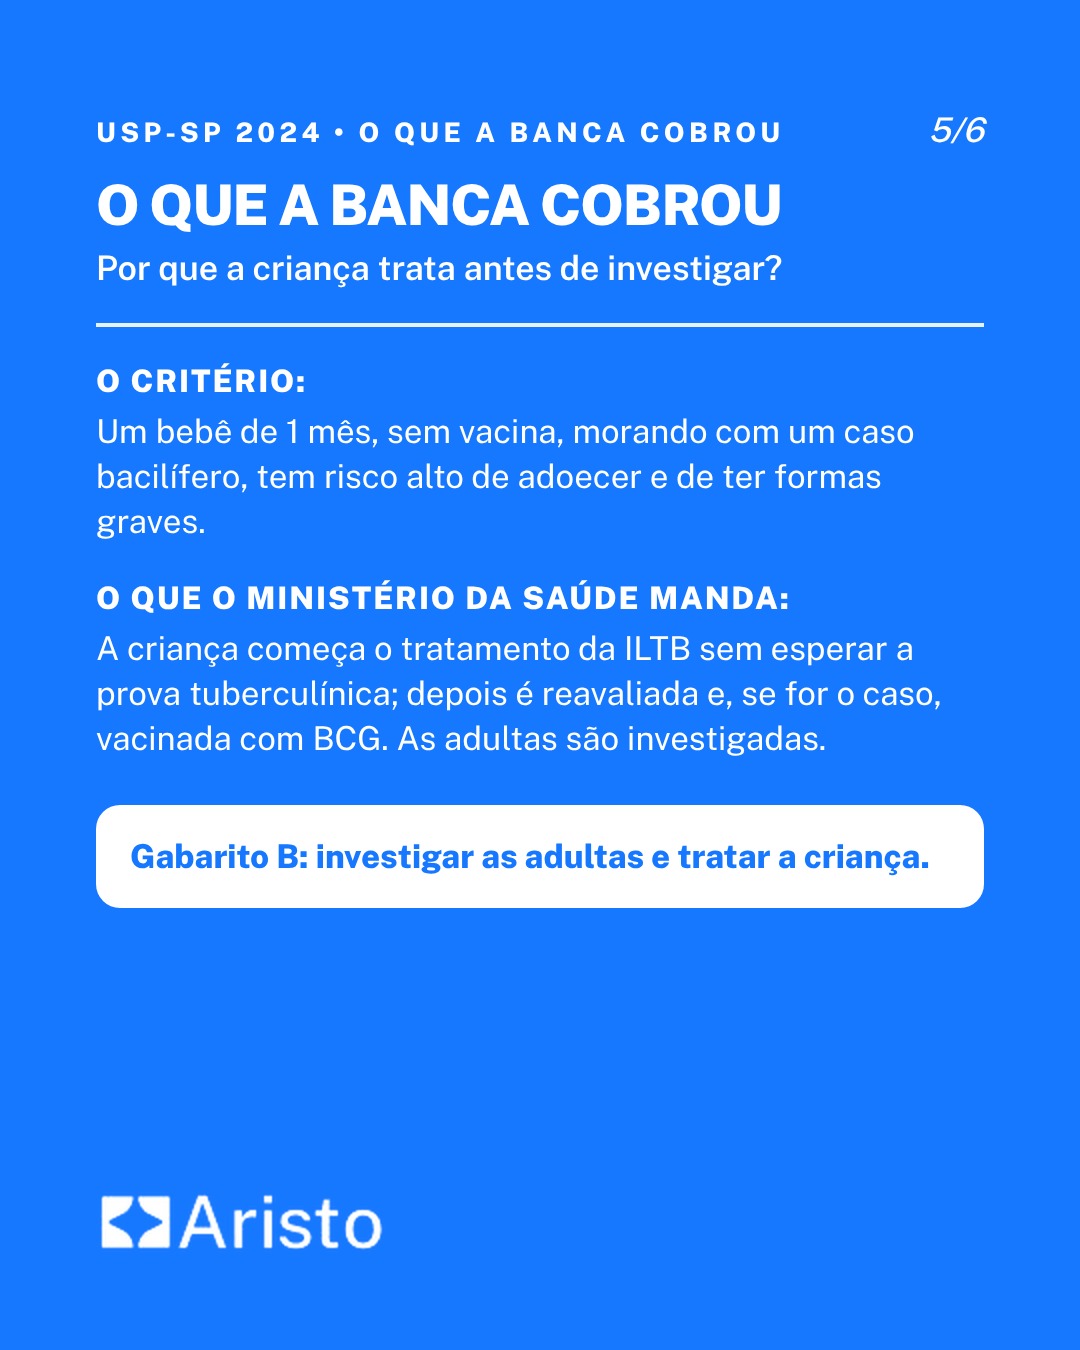 USP-SP 2024 • O QUE A BANCA COBROU
5/6
O QUE A BANCA COBROU
Por que a criança trata antes de investigar?
O CRITÉRIO:
Um bebê de 1 mês, sem vacina, morando com um caso
bacilífero, tem risco alto de adoecer e de ter formas
graves.
O QUE O MINISTÉRIO DA SAÚDE MANDA:
A criança começa o tratamento da ILTB sem esperar a
prova tuberculínica; depois é reavaliada e, se for o caso,
vacinada com BCG. As adultas são investigadas.
Gabarito B: investigar as adultas e tratar a criança.
Aristo